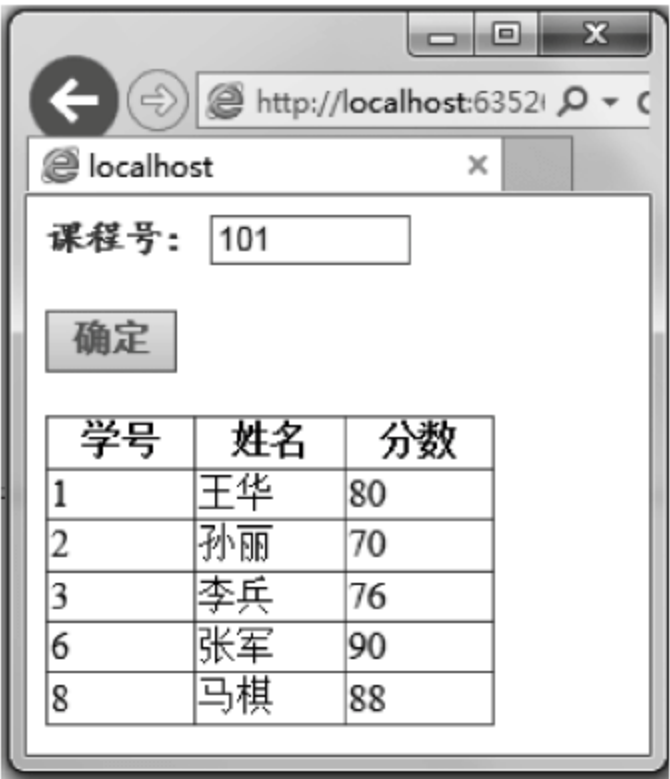 http://localhost:6352
localhost
课程号： 101
确定
学号 姓名 分数
1 王华 80
2 孙丽 70
3 李兵 76
6 张军 90
8 马棋 88